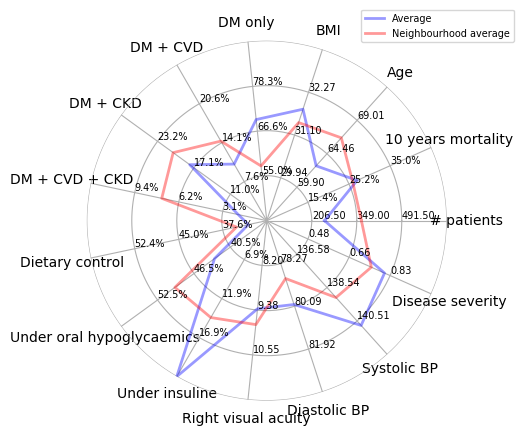 Average
Neighbourhood average
DM only
BMI
DM + CVD
Age
DM + CKD
10 years mortality
DM + CVD + CKD
# patients
Dietary control
Disease severity
Under oral hypoglycaemics
Systolic BP
Under insuline
Diastolic BP
Right visual acuity
78.3%
66.6%
55.0%
32.27
31.10
29.94
69.01
64.46
59.90
35.0%
25.2%
15.4%
206.50
349.00
491.50
0.48
0.66
0.83
136.58
138.54
140.51
78.27
80.09
81.92
8.20
9.38
10.55
6.9%
11.9%
16.9%
40.5%
46.5%
52.5%
37.6%
45.0%
52.4%
3.1%
6.2%
9.4%
11.0%
17.1%
23.2%
7.6%
14.1%
20.6%